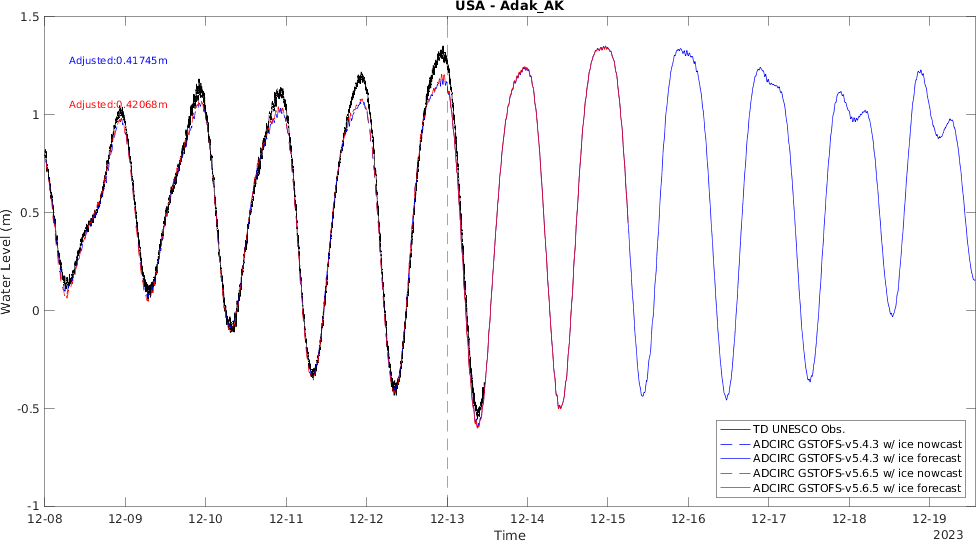 USA - Adak_AK
1.5
Adjusted:0.41745m
Adjusted:0.42068m
1
0.5
0
-0.5
-1
Water Level (m)
TD UNESCO Obs.
ADCIRC GSTOFS-v5.4.3 w/ ice nowcast
ADCIRC GSTOFS-v5.4.3 w/ ice forecast
ADCIRC GSTOFS-v5.6.5 w/ ice nowcast
ADCIRC GSTOFS-v5.6.5 w/ ice forecast
12-08 12-09 12-10 12-11 12-12 12-13 12-14 12-15 12-16 12-17 12-18 12-19
Time
2023